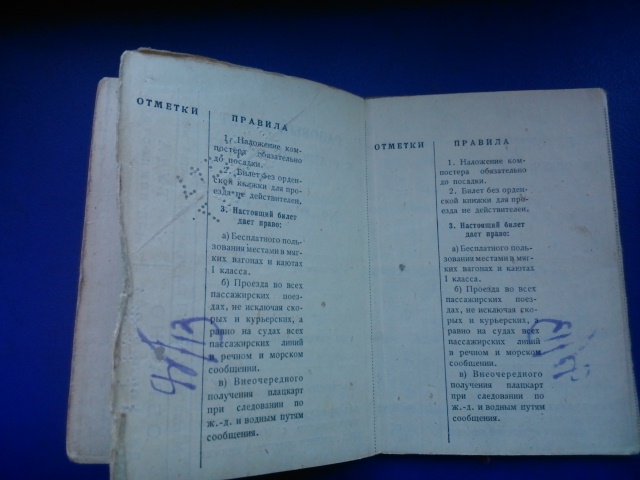 ОТМЕТКИ
ПРАВИЛА
1. Наложение ком-
постера обязательно
до посадки.
2. Билет без орден-
ской книжки для про-
езда не действителен.
3. Настоящий билет
дает право:
а) Бесплатного поль-
зования местами в мяг-
ких вагонах и каютах
1 класса.
б) Проезда во всех
пассажирских поез-
дах, не исключая ско-
рых и курьерских, а
равно на судах всех
пассажирских линий
в речном и морском
сообщении.
в) Внеочередного
получения плацкарт
при следовании по
ж.-д. и водным путям
сообщения.
ОТМЕТКИ
ПРАВИЛА
1. Наложение ком-
постера обязательно
до посадки.
2. Билет без орден-
ской книжки для про-
езда не действителен.
3. Настоящий билет
дает право:
а) Бесплатного поль-
зования местами в мяг-
ких вагонах и каютах
1 класса.
б) Проезда во всех
пассажирских поез-
дах, не исключая ско-
рых и курьерских, а
равно на судах всех
пассажирских линий
в речном и морском
сообщении.
в) Внеочередного
получения плацкарт
при следовании по
ж.-д. и водным путям
сообщения.